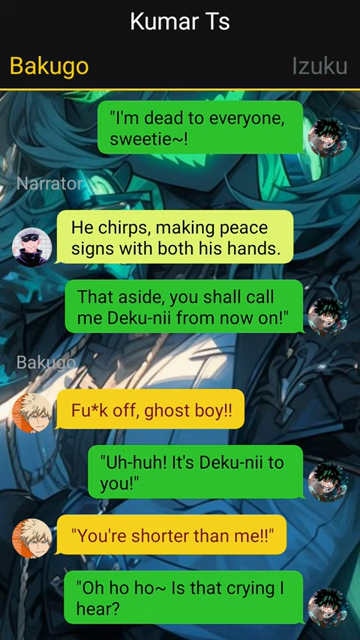 Kumar Ts
Bakugo
Izuku
"I'm dead to everyone,
sweetie~!
Narrator
He chirps, making peace
signs with both his hands.
That aside, you shall call
me Deku-nii from now on!"
Bakugo
Fu*k off, ghost boy!!
"Uh-huh! It's Deku-nii to
you!"
"You're shorter than me!!"
"Oh ho ho~ Is that crying I
hear?